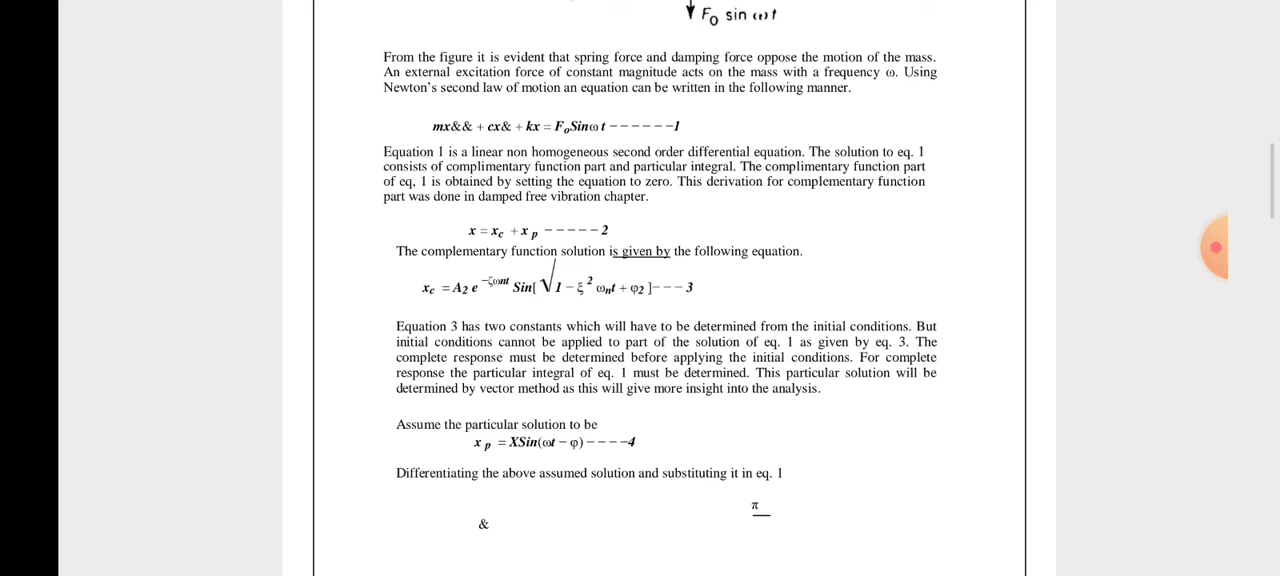 F₀ sin ωt
From the figure it is evident that spring force and damping force oppose the motion of the mass.
An external excitation force of constant magnitude acts on the mass with a frequency ω. Using
Newton's second law of motion an equation can be written in the following manner.
mx&& + cx& + kx = FₒSinω t − − − − − −1
Equation 1 is a linear non homogeneous second order differential equation. The solution to eq. 1
consists of complimentary function part and particular integral. The complimentary function part
of eq, 1 is obtained by setting the equation to zero. This derivation for complementary function
part was done in damped free vibration chapter.
x = x_c + x_p − − − − − 2
The complementary function solution is given by the following equation.
x_c = A₂ e^−ζωnt Sin[ √1 − ξ² ωₙt + φ₂ ]− − − 3
Equation 3 has two constants which will have to be determined from the initial conditions. But
initial conditions cannot be applied to part of the solution of eq. 1 as given by eq. 3. The
complete response must be determined before applying the initial conditions. For complete
response the particular integral of eq. 1 must be determined. This particular solution will be
determined by vector method as this will give more insight into the analysis.
Assume the particular solution to be
x_p = XSin(ωt − φ) − − − −4
Differentiating the above assumed solution and substituting it in eq. 1
π
&